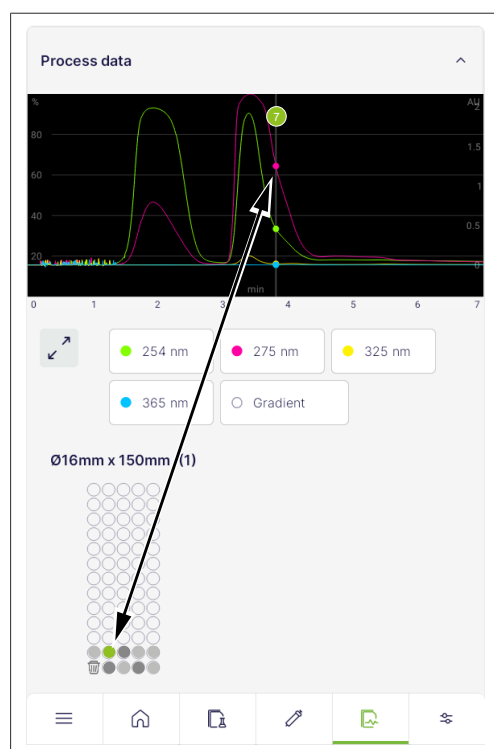 Process data
% AU
2
7
80
1.5
60
1
40
0.5
20
0
min
0 1 2 3 4 5 6 7
254 nm 275 nm 325 nm
365 nm Gradient
Ø16mm x 150mm (1)